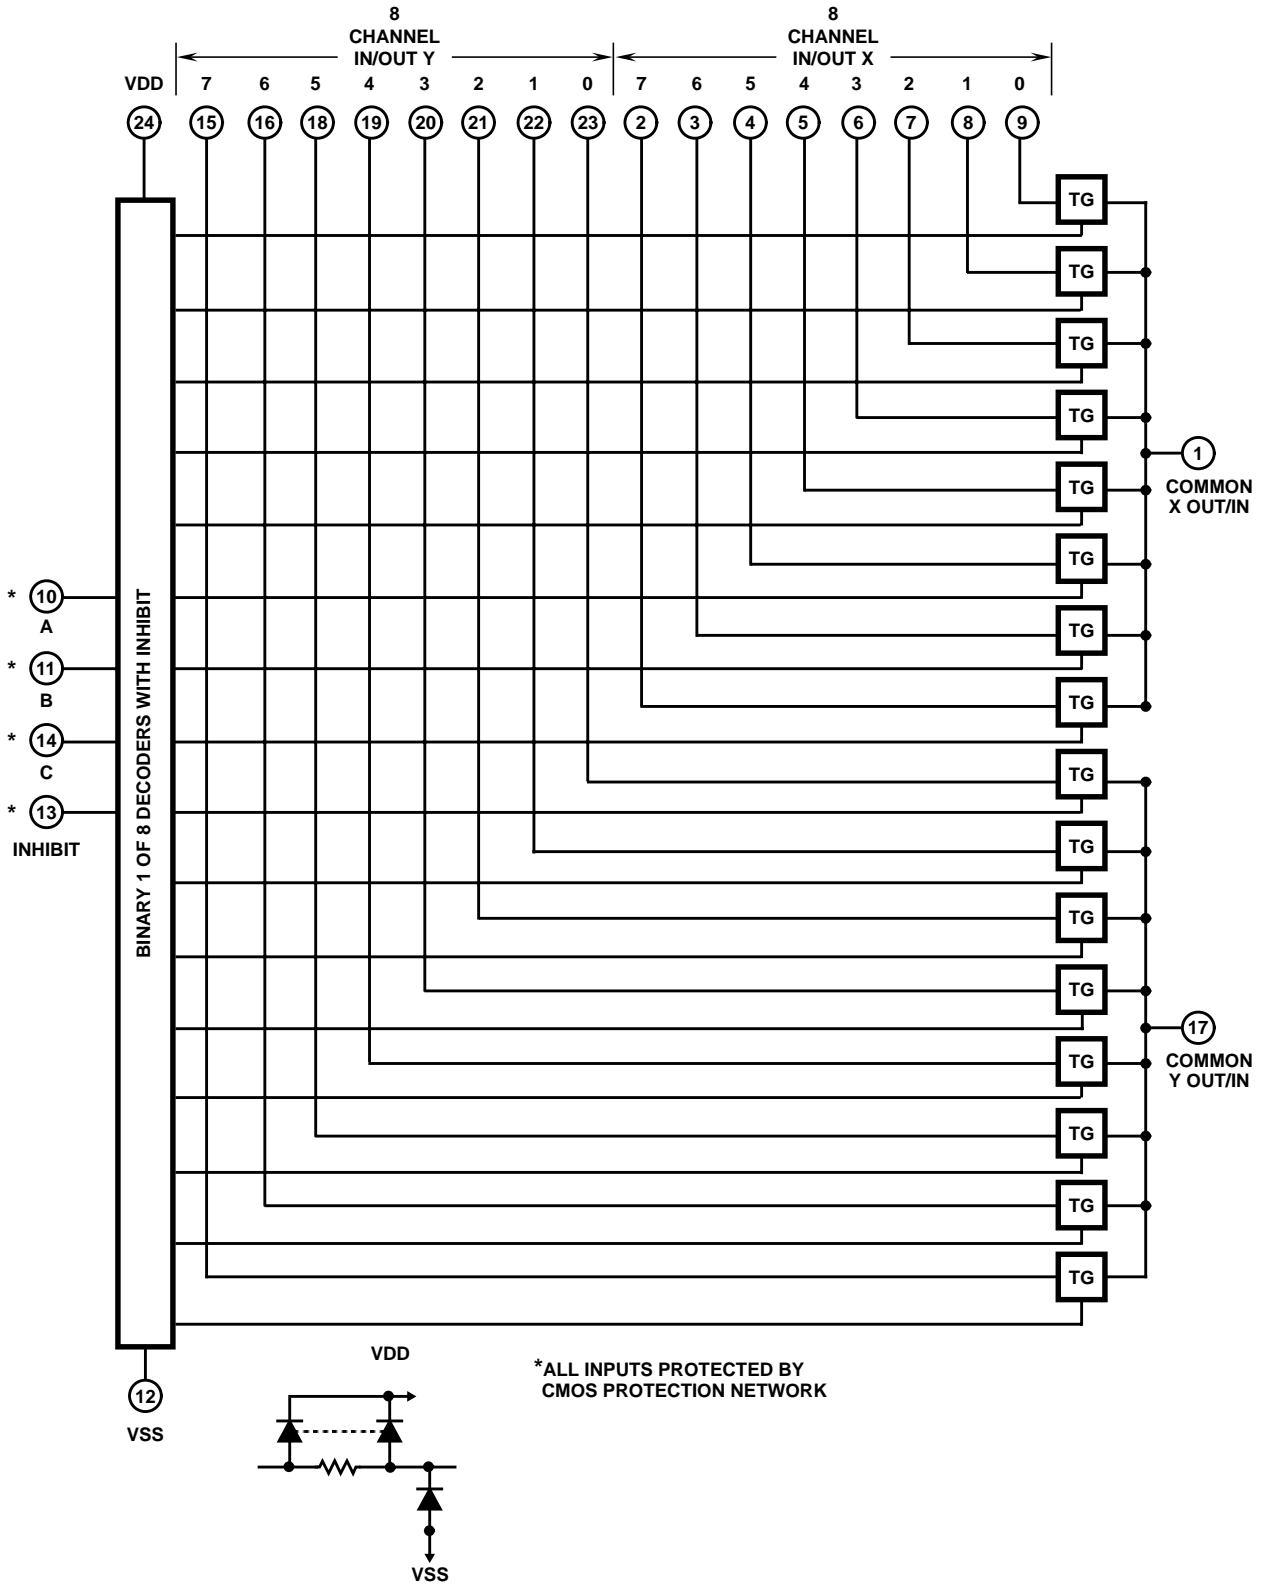 8
CHANNEL
IN/OUT Y
8
CHANNEL
IN/OUT X
VDD 7 6 5 4 3 2 1 0 7 6 5 4 3 2 1 0
24 15 16 18 19 20 21 22 23 2 3 4 5 6 7 8 9
TG
TG
TG
TG
1
COMMON
X OUT/IN
TG
TG
* 10
A
TG
* 11
B
TG
* 14
C
TG
* 13
INHIBIT
BINARY 1 OF 8 DECODERS WITH INHIBIT
TG
TG
TG
17
COMMON
Y OUT/IN
TG
TG
TG
TG
12
VSS
VDD
*ALL INPUTS PROTECTED BY
CMOS PROTECTION NETWORK
VSS